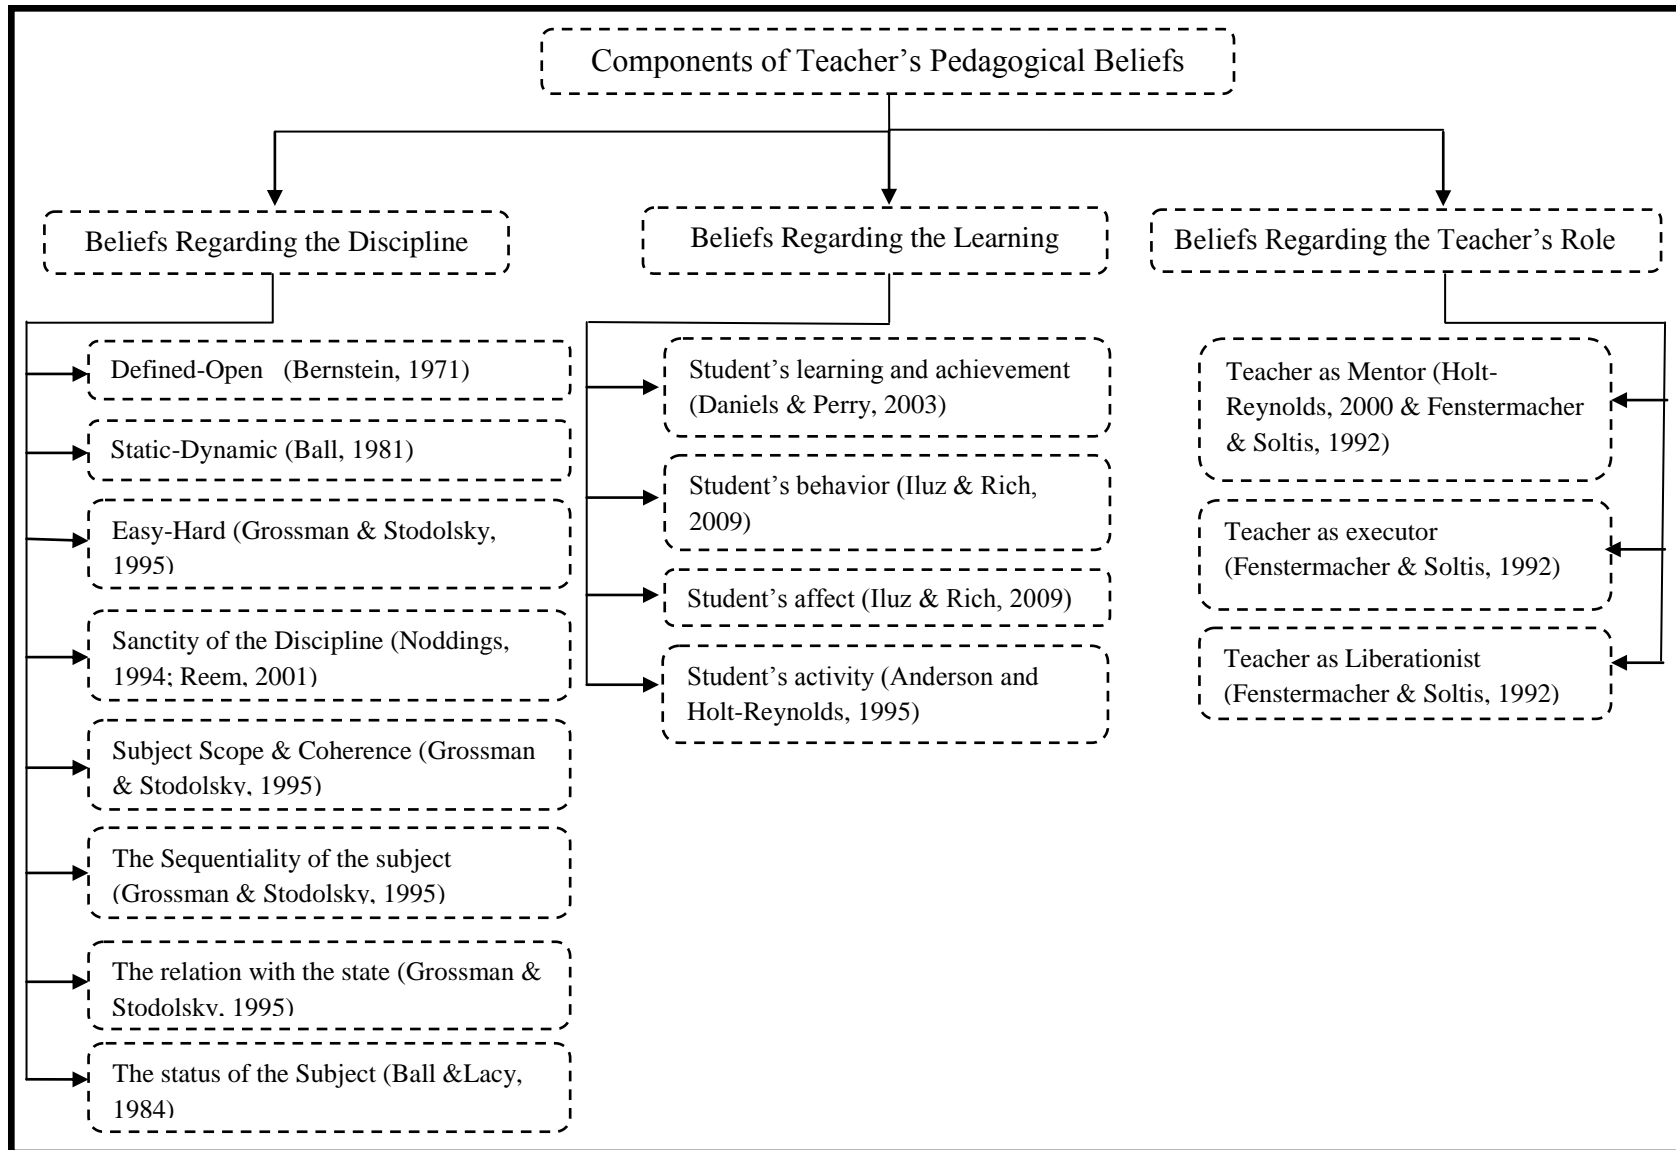 Components of Teacher’s Pedagogical Beliefs
Beliefs Regarding the Discipline
Defined-Open (Bernstein, 1971)
Static-Dynamic (Ball, 1981)
Easy-Hard (Grossman & Stodolsky,
1995)
Sanctity of the Discipline (Noddings,
1994; Reem, 2001)
Subject Scope & Coherence (Grossman
& Stodolsky, 1995)
The Sequentiality of the subject
(Grossman & Stodolsky, 1995)
The relation with the state (Grossman &
Stodolsky, 1995)
The status of the Subject (Ball &Lacy,
1984)
Beliefs Regarding the Learning
Student’s learning and achievement
(Daniels & Perry, 2003)
Student’s behavior (Iluz & Rich,
2009)
Student’s affect (Iluz & Rich, 2009)
Student’s activity (Anderson and
Holt-Reynolds, 1995)
Beliefs Regarding the Teacher’s Role
Teacher as Mentor (Holt-
Reynolds, 2000 & Fenstermacher
& Soltis, 1992)
Teacher as executor
(Fenstermacher & Soltis, 1992)
Teacher as Liberationist
(Fenstermacher & Soltis, 1992)